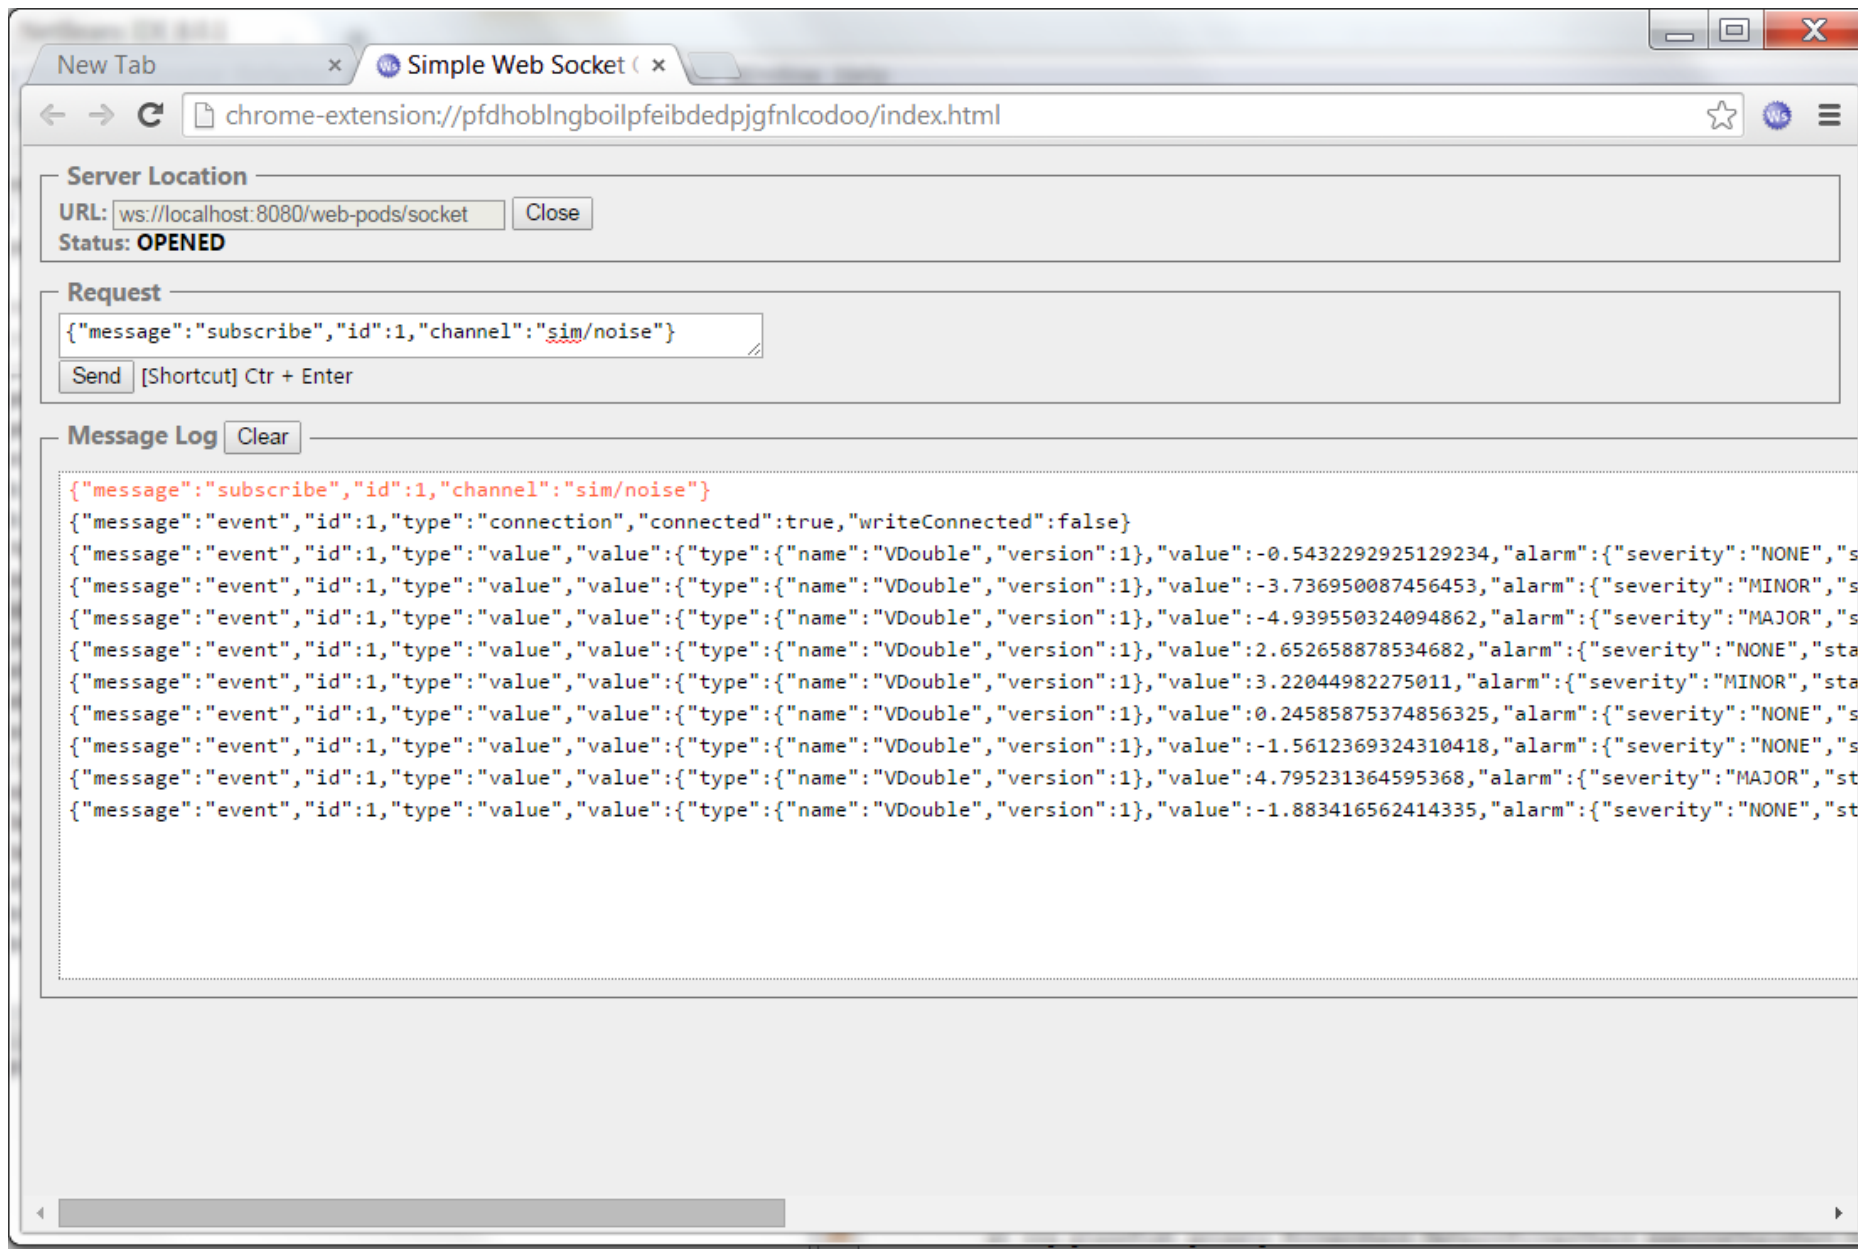 New Tab
Simple Web Socket
chrome-extension://pfdhoblngboilpfeibdedpjgfnlcodoo/index.html
Server Location
URL: ws://localhost:8080/web-pods/socket Close
Status: OPENED
Request
{"message":"subscribe","id":1,"channel":"sim/noise"}
Send [Shortcut] Ctr + Enter
Message Log Clear
{"message":"subscribe","id":1,"channel":"sim/noise"}
{"message":"event","id":1,"type":"connection","connected":true,"writeConnected":false}
{"message":"event","id":1,"type":"value","value":{"type":{"name":"VDouble","version":1},"value":-0.5432292925129234,"alarm":{"severity":"NONE","s
{"message":"event","id":1,"type":"value","value":{"type":{"name":"VDouble","version":1},"value":-3.736950087456453,"alarm":{"severity":"MINOR","s
{"message":"event","id":1,"type":"value","value":{"type":{"name":"VDouble","version":1},"value":-4.939550324094862,"alarm":{"severity":"MAJOR","s
{"message":"event","id":1,"type":"value","value":{"type":{"name":"VDouble","version":1},"value":2.652658878534682,"alarm":{"severity":"NONE","sta
{"message":"event","id":1,"type":"value","value":{"type":{"name":"VDouble","version":1},"value":3.22044982275011,"alarm":{"severity":"MINOR","sta
{"message":"event","id":1,"type":"value","value":{"type":{"name":"VDouble","version":1},"value":0.24585875374856325,"alarm":{"severity":"NONE","s
{"message":"event","id":1,"type":"value","value":{"type":{"name":"VDouble","version":1},"value":-1.5612369324310418,"alarm":{"severity":"NONE","s
{"message":"event","id":1,"type":"value","value":{"type":{"name":"VDouble","version":1},"value":4.795231364595368,"alarm":{"severity":"MAJOR","st
{"message":"event","id":1,"type":"value","value":{"type":{"name":"VDouble","version":1},"value":-1.883416562414335,"alarm":{"severity":"NONE","st